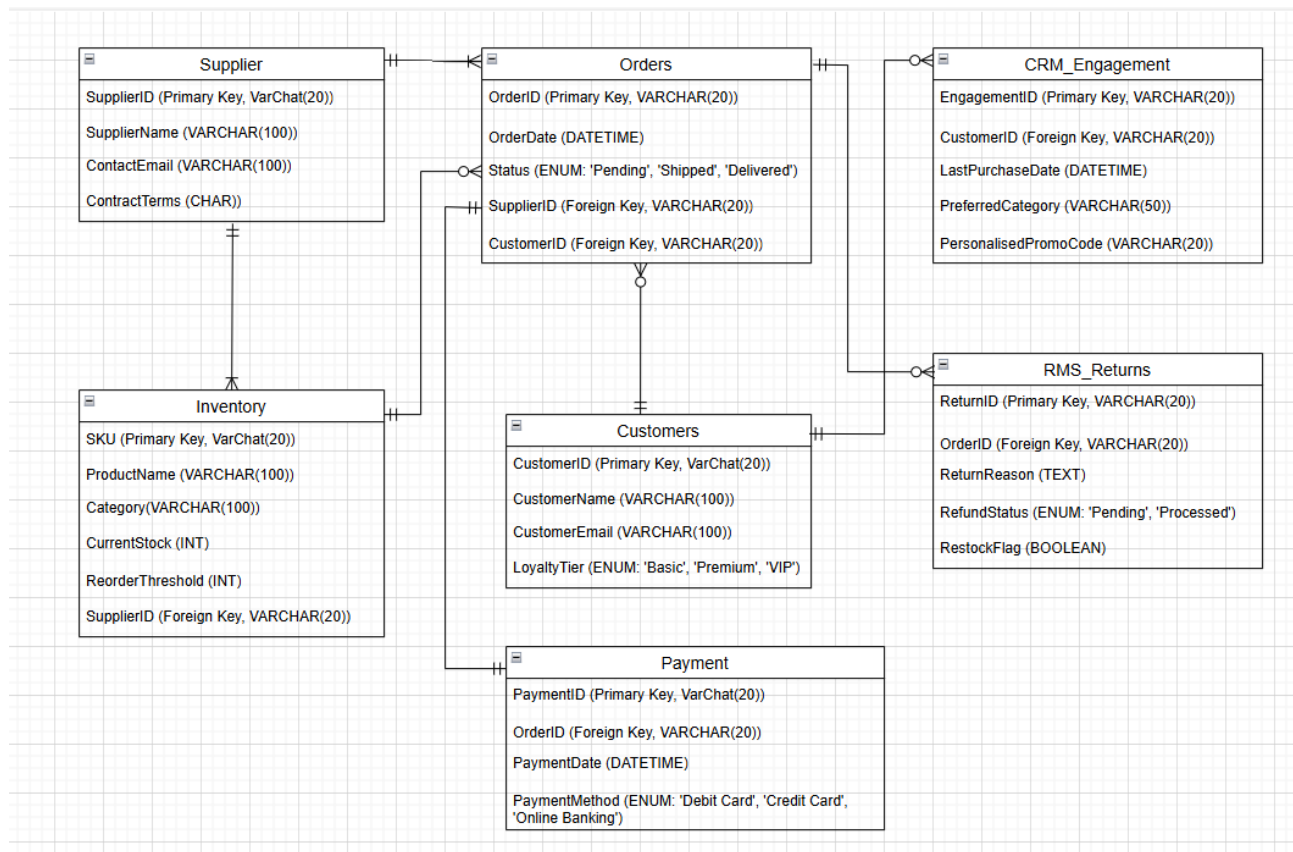 Supplier
SupplierID (Primary Key, VarChat(20))
SupplierName (VARCHAR(100))
ContactEmail (VARCHAR(100))
ContractTerms (CHAR))
Orders
OrderID (Primary Key, VARCHAR(20))
OrderDate (DATETIME)
Status (ENUM: 'Pending', 'Shipped', 'Delivered')
SupplierID (Foreign Key, VARCHAR(20))
CustomerID (Foreign Key, VARCHAR(20))
CRM_Engagement
EngagementID (Primary Key, VARCHAR(20))
CustomerID (Foreign Key, VARCHAR(20))
LastPurchaseDate (DATETIME)
PreferredCategory (VARCHAR(50))
PersonalisedPromoCode (VARCHAR(20))
Inventory
SKU (Primary Key, VarChat(20))
ProductName (VARCHAR(100))
Category(VARCHAR(100))
CurrentStock (INT)
ReorderThreshold (INT)
SupplierID (Foreign Key, VARCHAR(20))
Customers
CustomerID (Primary Key, VarChat(20))
CustomerName (VARCHAR(100))
CustomerEmail (VARCHAR(100))
LoyaltyTier (ENUM: 'Basic', 'Premium', 'VIP')
RMS_Returns
ReturnID (Primary Key, VARCHAR(20))
OrderID (Foreign Key, VARCHAR(20))
ReturnReason (TEXT)
RefundStatus (ENUM: 'Pending', 'Processed')
RestockFlag (BOOLEAN)
Payment
PaymentID (Primary Key, VarChat(20))
OrderID (Foreign Key, VARCHAR(20))
PaymentDate (DATETIME)
PaymentMethod (ENUM: 'Debit Card', 'Credit Card',
'Online Banking')